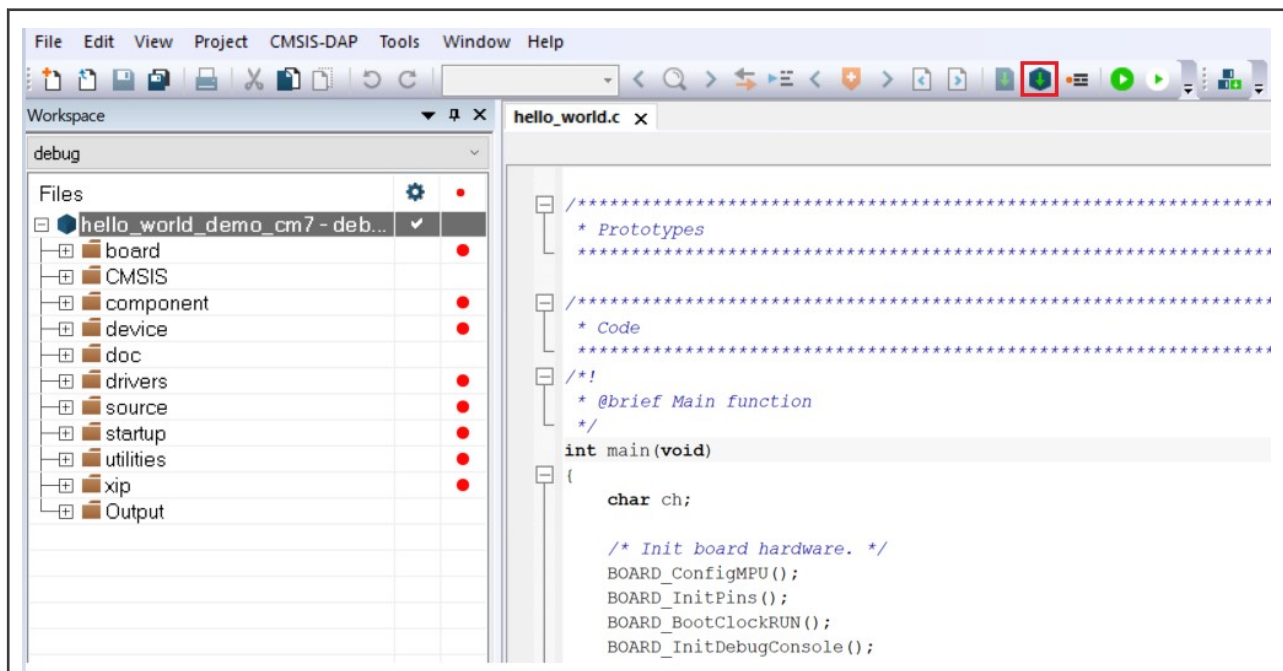 File Edit View Project CMSIS-DAP Tools Window Help
Workspace
debug
Files
hello_world_demo_cm7 - deb...
board
CMSIS
component
device
doc
drivers
source
startup
utilities
xip
Output
hello_world.c
/*******************************************************************************
* Prototypes
*******************************************************************************
/*******************************************************************************
* Code
*******************************************************************************
/*!
* @brief Main function
*/
int main(void)
{
char ch;
/* Init board hardware. */
BOARD_ConfigMPU();
BOARD_InitPins();
BOARD_BootClockRUN();
BOARD_InitDebugConsole();